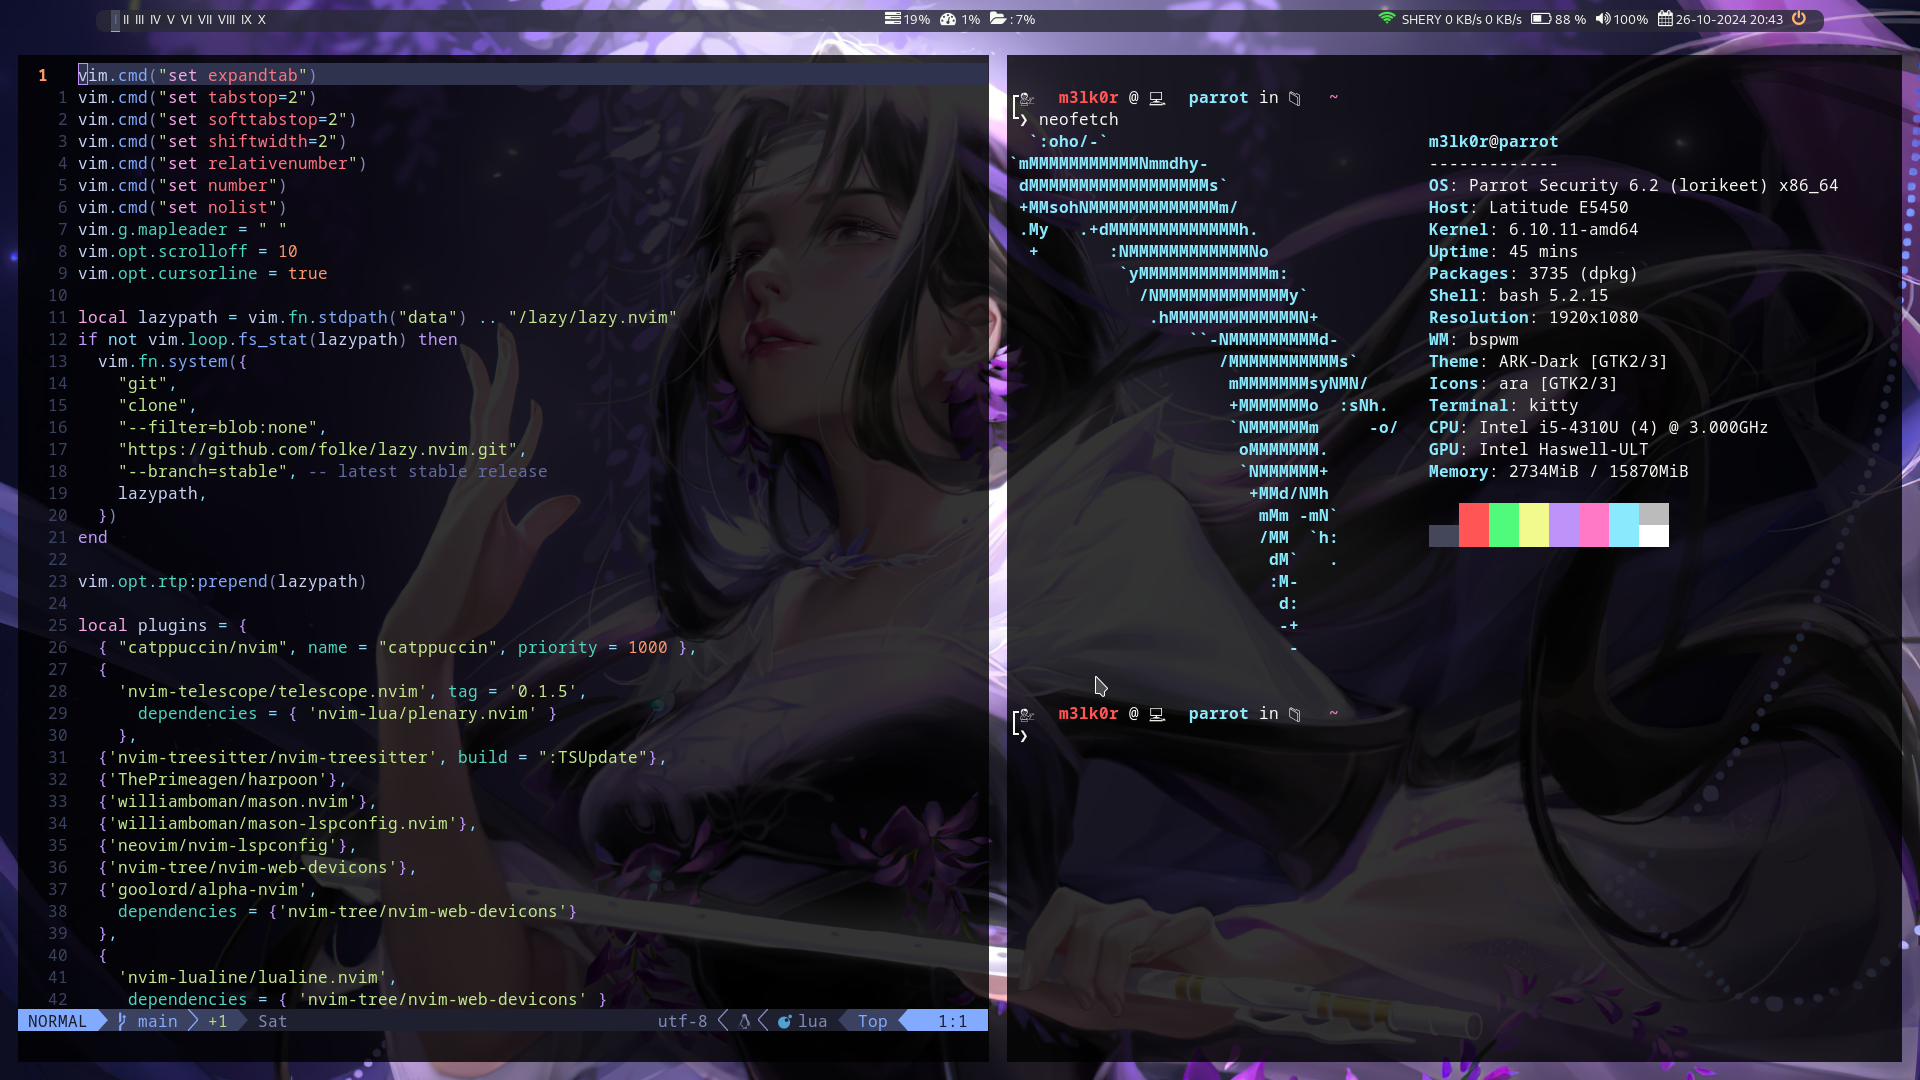 I II III IV V VI VII VIII IX X
19% 1% : 7%
SHERY 0 KB/s 0 KB/s 88 % 100% 26-10-2024 20:43
1 vim.cmd("set expandtab")
1 vim.cmd("set tabstop=2")
2 vim.cmd("set softtabstop=2")
3 vim.cmd("set shiftwidth=2")
4 vim.cmd("set relativenumber")
5 vim.cmd("set number")
6 vim.cmd("set nolist")
7 vim.g.mapleader = " "
8 vim.opt.scrolloff = 10
9 vim.opt.cursorline = true
10
11 local lazypath = vim.fn.stdpath("data") .. "/lazy/lazy.nvim"
12 if not vim.loop.fs_stat(lazypath) then
13 vim.fn.system({
14 "git",
15 "clone",
16 "--filter=blob:none",
17 "https://github.com/folke/lazy.nvim.git",
18 "--branch=stable", -- latest stable release
19 lazypath,
20 })
21 end
22
23 vim.opt.rtp:prepend(lazypath)
24
25 local plugins = {
26 { "catppuccin/nvim", name = "catppuccin", priority = 1000 },
27 {
28 'nvim-telescope/telescope.nvim', tag = '0.1.5',
29 dependencies = { 'nvim-lua/plenary.nvim' }
30 },
31 {'nvim-treesitter/nvim-treesitter', build = ":TSUpdate"},
32 {'ThePrimeagen/harpoon'},
33 {'williamboman/mason.nvim'},
34 {'williamboman/mason-lspconfig.nvim'},
35 {'neovim/nvim-lspconfig'},
36 {'nvim-tree/nvim-web-devicons'},
37 {'goolord/alpha-nvim',
38 dependencies = {'nvim-tree/nvim-web-devicons'}
39 },
40 {
41 'nvim-lualine/lualine.nvim',
42 dependencies = { 'nvim-tree/nvim-web-devicons' }
NORMAL main +1 Sat utf-8 lua Top 1:1
m3lk0r @ parrot in ~
❯ neofetch
`:oho/-`
`mMMMMMMMMMMMNmmdhy-
dMMMMMMMMMMMMMMMMMMs`
+MMsohNMMMMMMMMMMMMMm/
.My .+dMMMMMMMMMMMMMh.
+ :NMMMMMMMMMMMMNo
`yMMMMMMMMMMMMMm:
/NMMMMMMMMMMMMMy`
.hMMMMMMMMMMMMMN+
``-NMMMMMMMMMd-
/MMMMMMMMMMMs`
mMMMMMMMsyNMN/
+MMMMMMMo :sNh.
`NMMMMMMm -o/
oMMMMMMM.
`NMMMMMM+
+MMd/NMh
mMm -mN`
/MM `h:
dM` .
:M-
d:
-+
-
m3lk0r@parrot
-------------
OS: Parrot Security 6.2 (lorikeet) x86_64
Host: Latitude E5450
Kernel: 6.10.11-amd64
Uptime: 45 mins
Packages: 3735 (dpkg)
Shell: bash 5.2.15
Resolution: 1920x1080
WM: bspwm
Theme: ARK-Dark [GTK2/3]
Icons: ara [GTK2/3]
Terminal: kitty
CPU: Intel i5-4310U (4) @ 3.000GHz
GPU: Intel Haswell-ULT
Memory: 2734MiB / 15870MiB
m3lk0r @ parrot in ~
❯